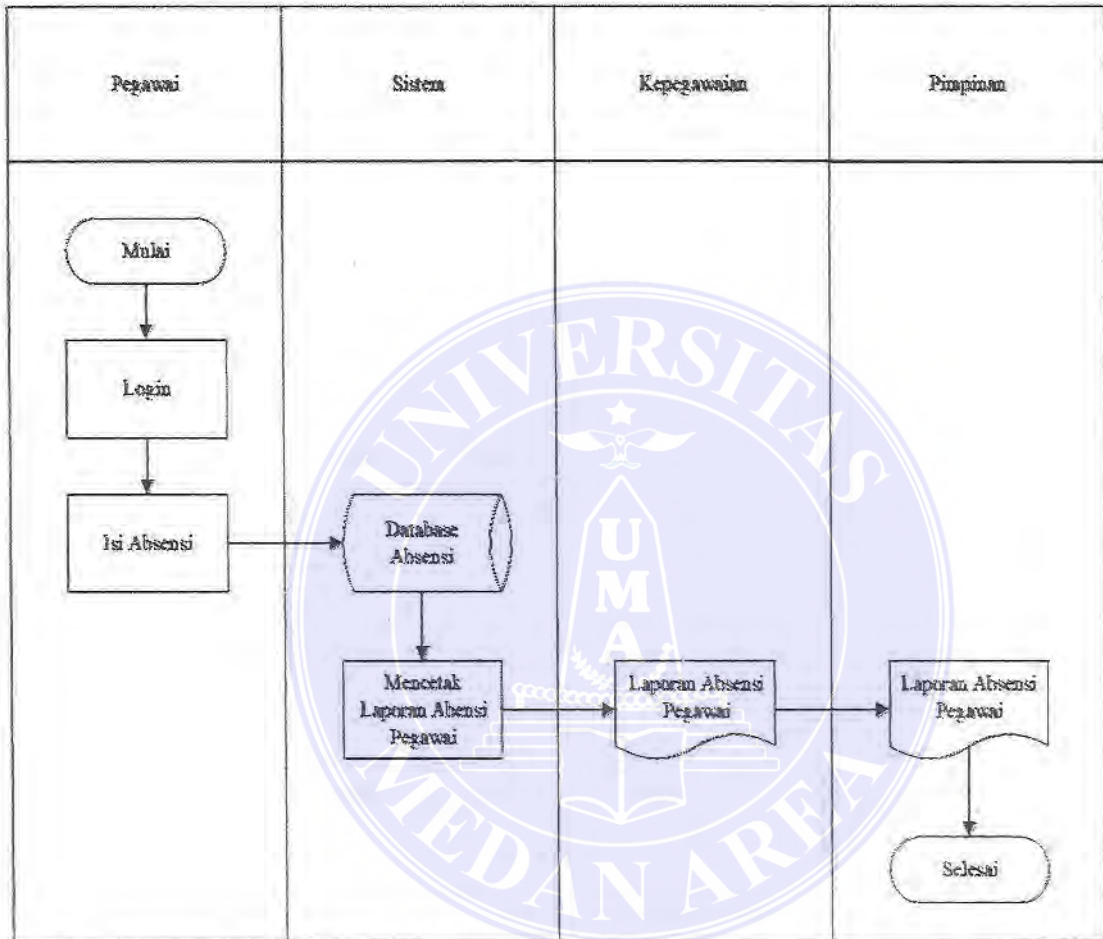 Pegawai
Sistem
Kepegawaian
Pimpinan
Mulai
Login
Isi Absensi
Database
Absensi
Mencetak
Laporan Abensi
Pegawai
Laporan Absensi
Pegawai
Laporan Absensi
Pegawai
Selesai
UNIVERSITAS
UMA
MEDAN AREA